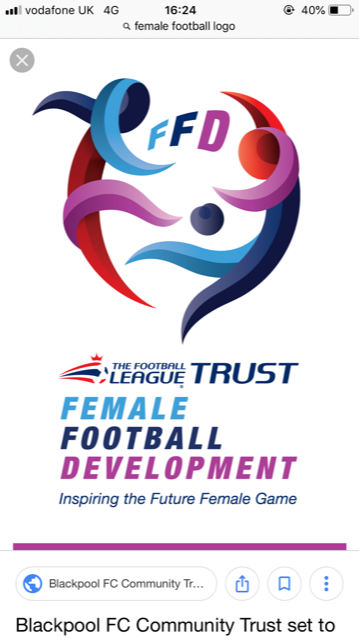 vodafone UK 4G 16:24 40%
female football logo
FFD
THE FOOTBALL
LEAGUE TRUST
FEMALE
FOOTBALL
DEVELOPMENT
Inspiring the Future Female Game
Blackpool FC Community Tr...
Blackpool FC Community Trust set to